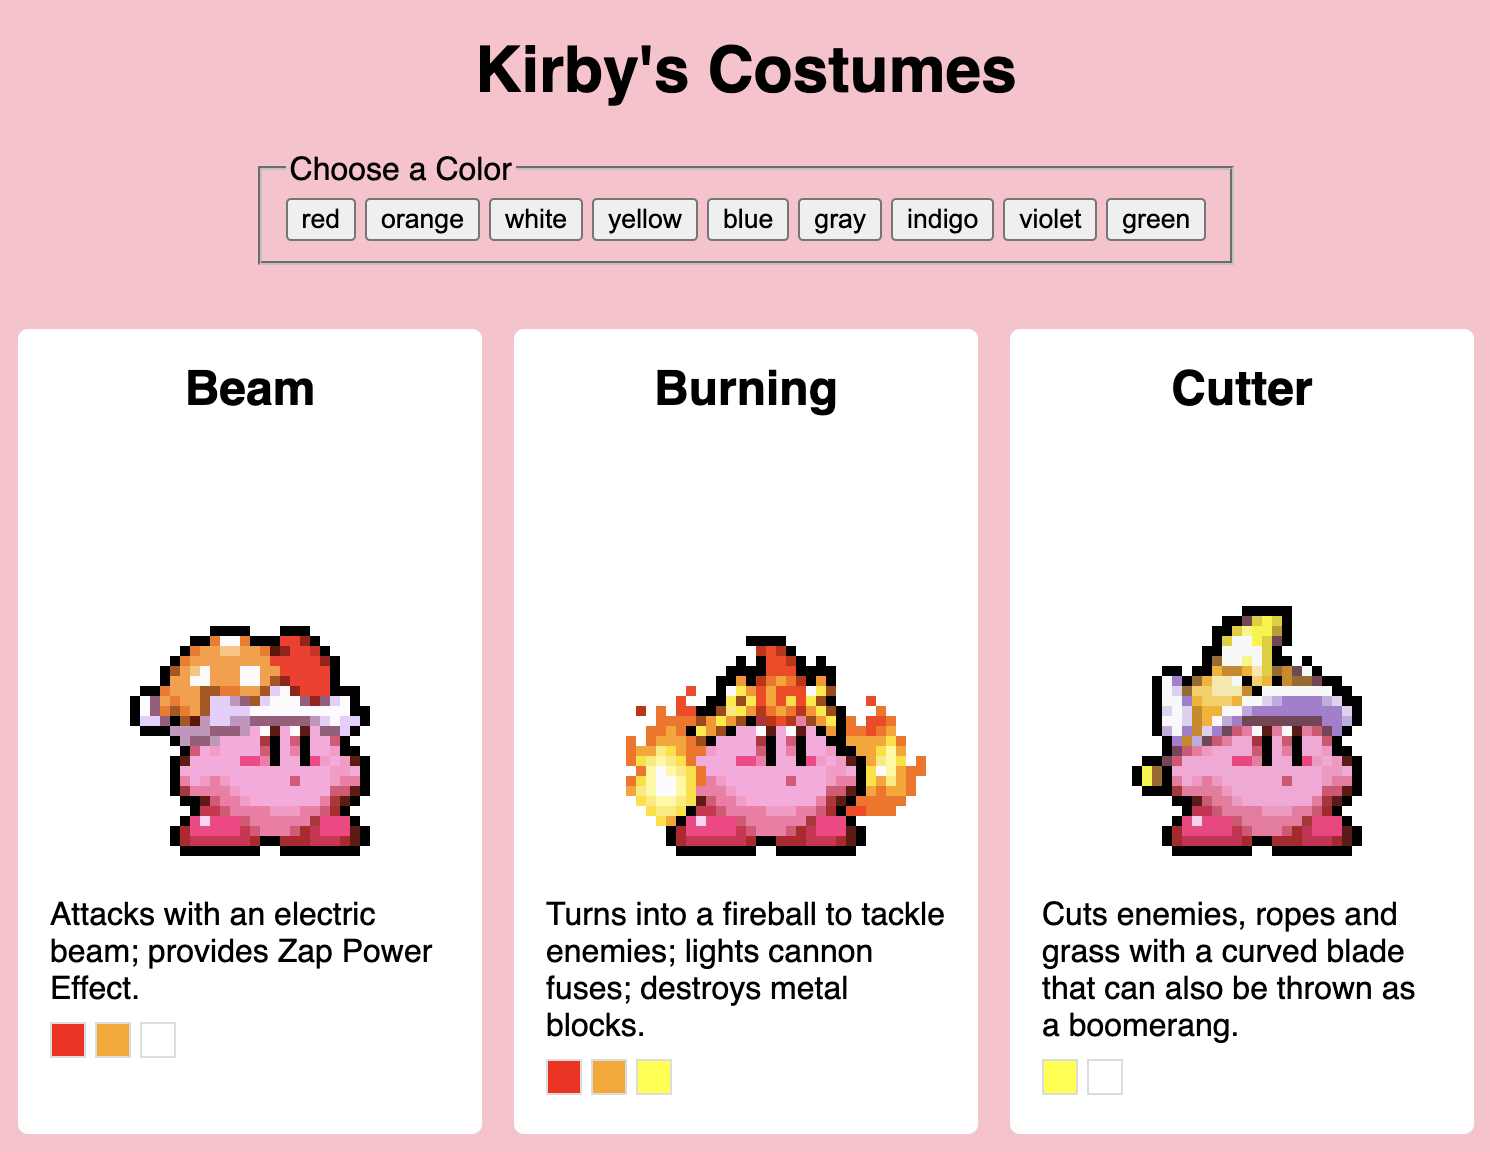 Kirby's Costumes
Choose a Color
red orange white yellow blue gray indigo violet green
Beam
Attacks with an electric
beam; provides Zap Power
Effect.
Burning
Turns into a fireball to tackle
enemies; lights cannon
fuses; destroys metal
blocks.
Cutter
Cuts enemies, ropes and
grass with a curved blade
that can also be thrown as
a boomerang.